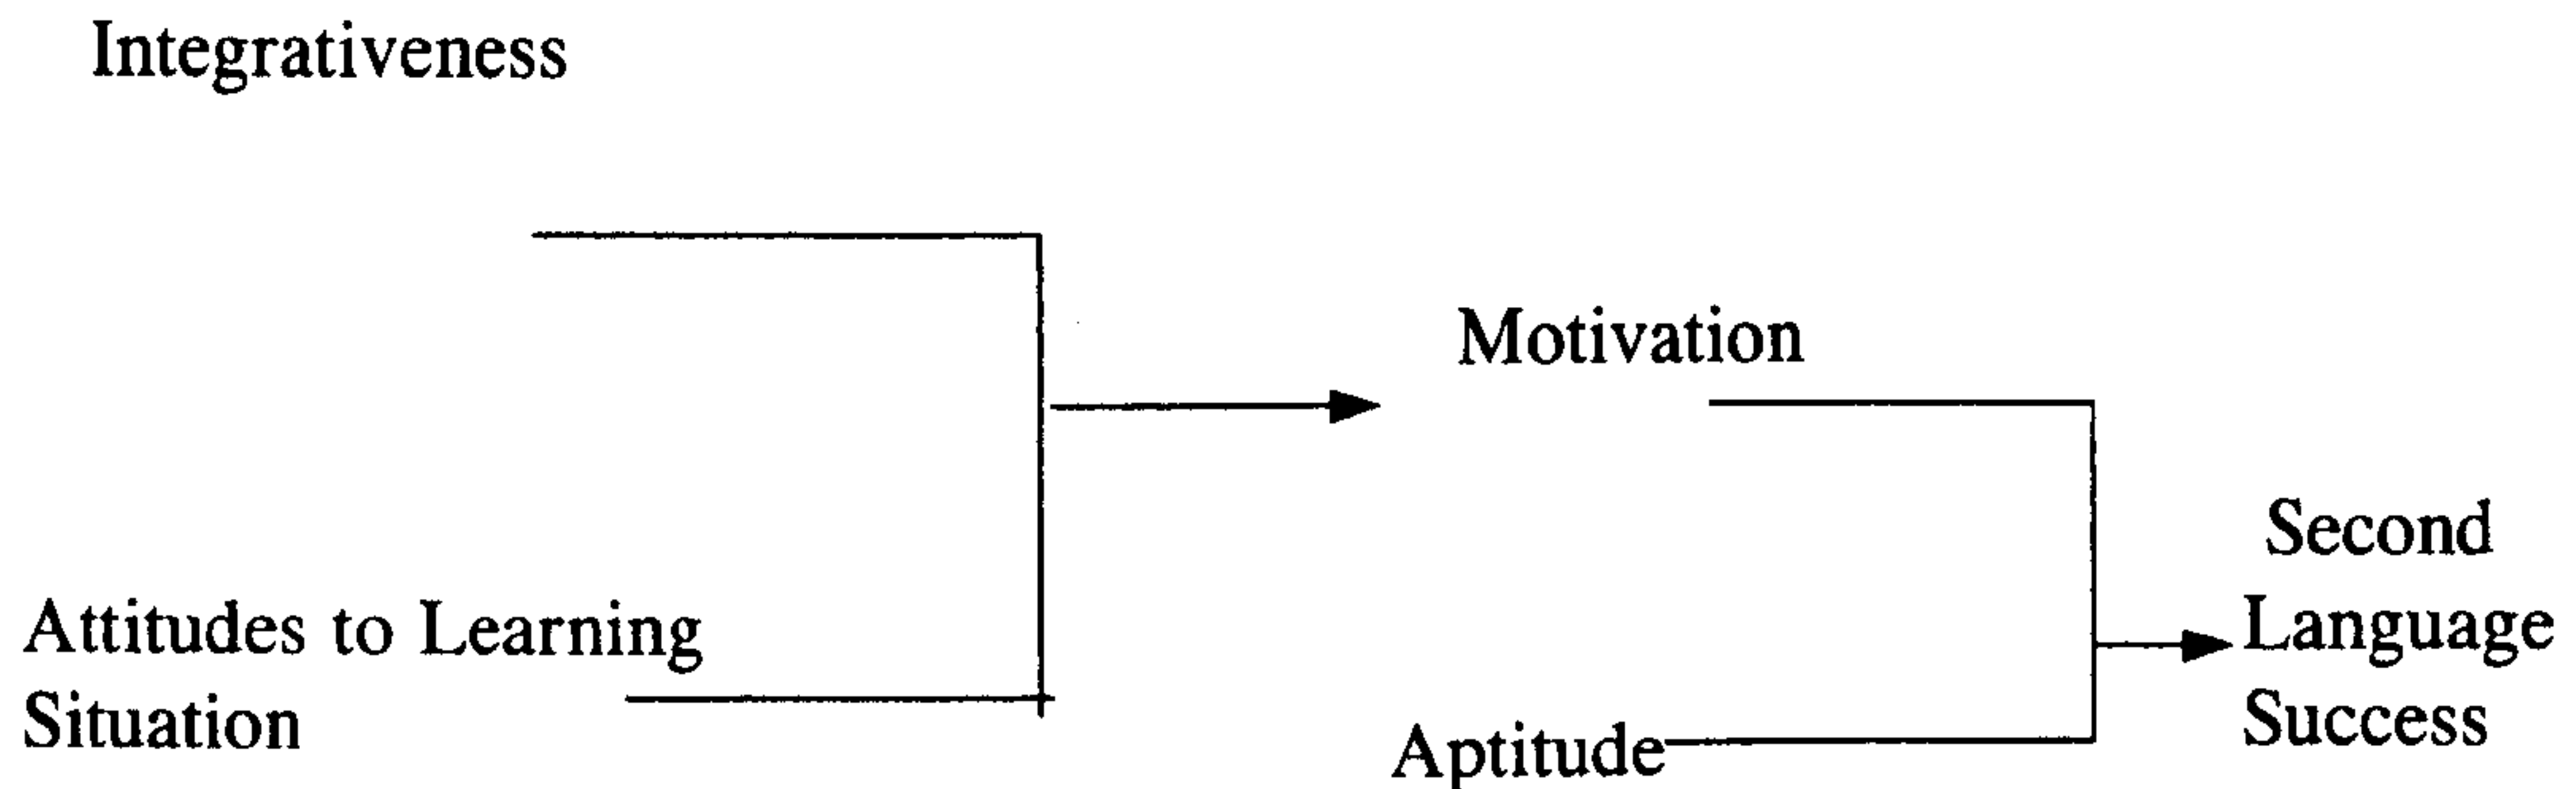 Integrativeness
Motivation
Attitudes to Learning
Situation
Aptitude
Second
Language
Success